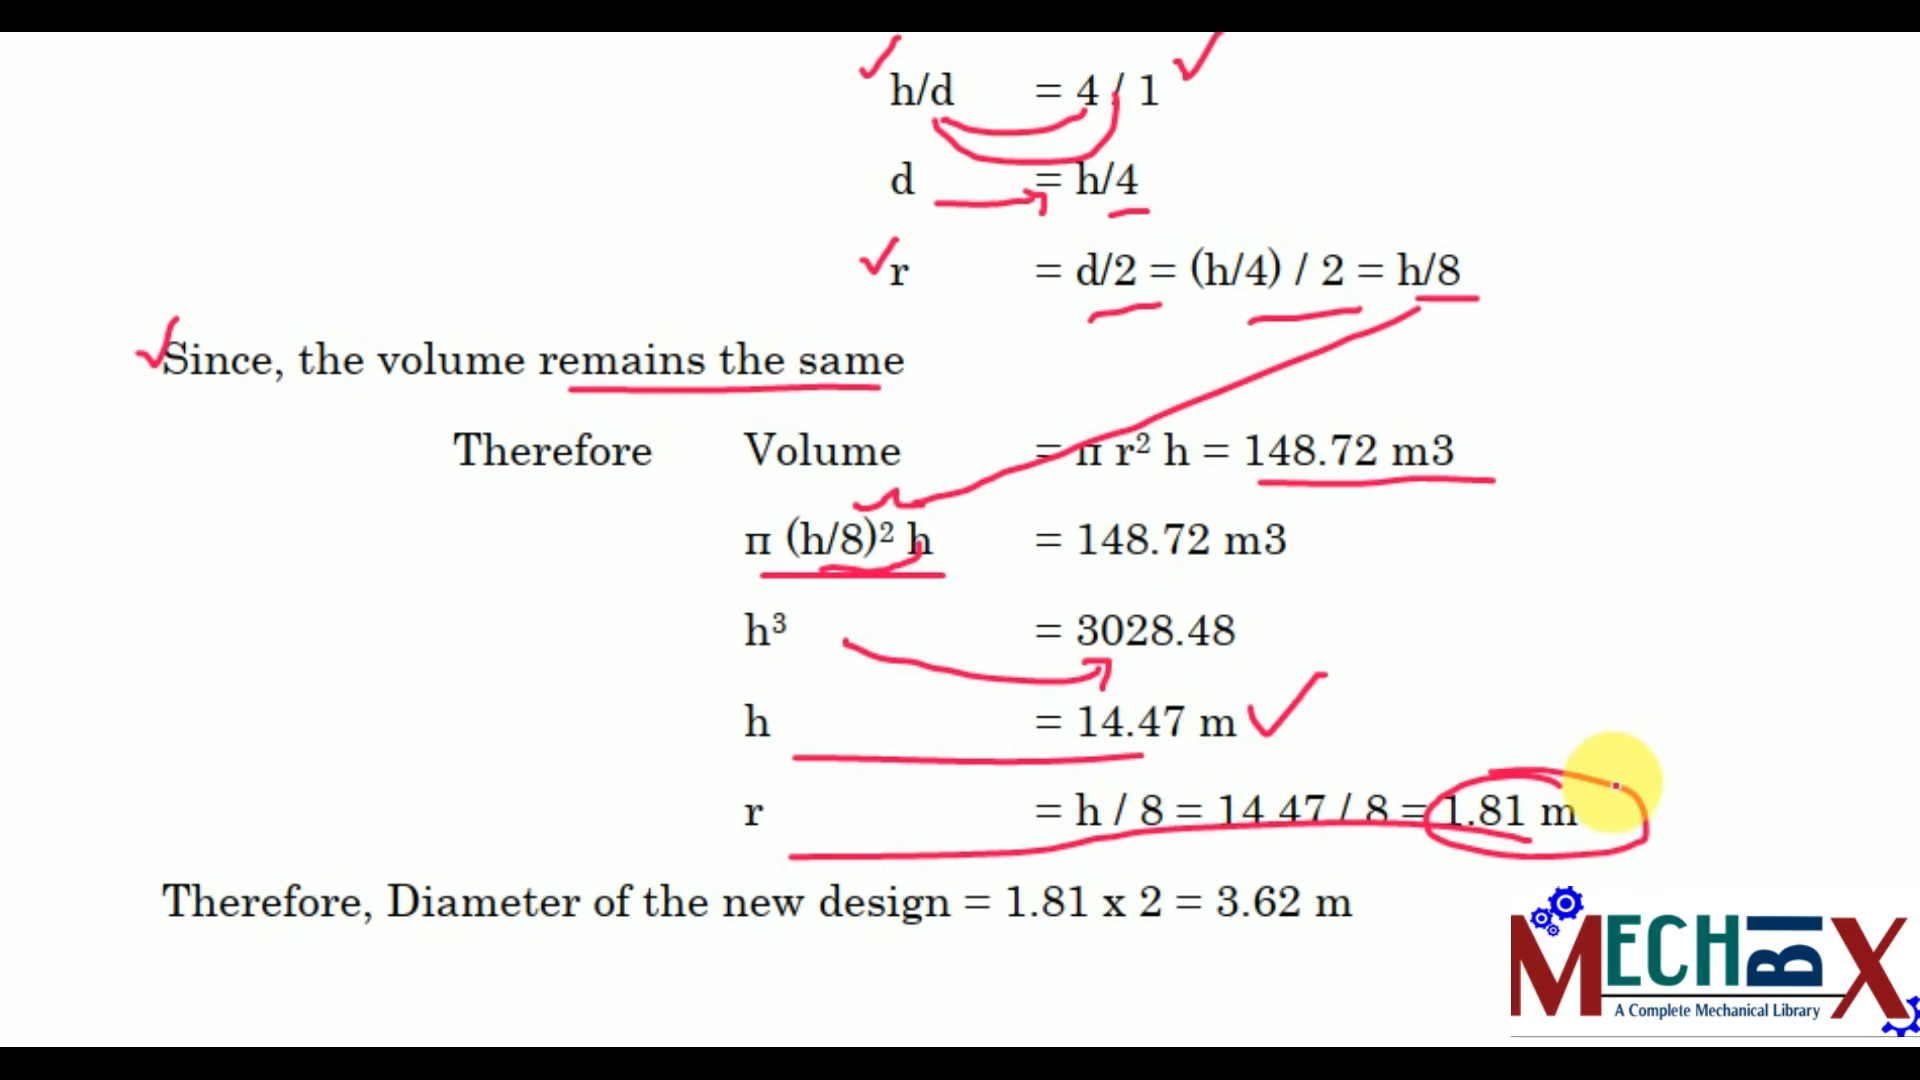 h/d = 4 / 1
d = h/4
r = d/2 = (h/4) / 2 = h/8
Since, the volume remains the same
Therefore Volume = π r² h = 148.72 m3
π (h/8)² h = 148.72 m3
h³ = 3028.48
h = 14.47 m
r = h / 8 = 14.47 / 8 = 1.81 m
Therefore, Diameter of the new design = 1.81 x 2 = 3.62 m
MECHBIX
A Complete Mechanical Library